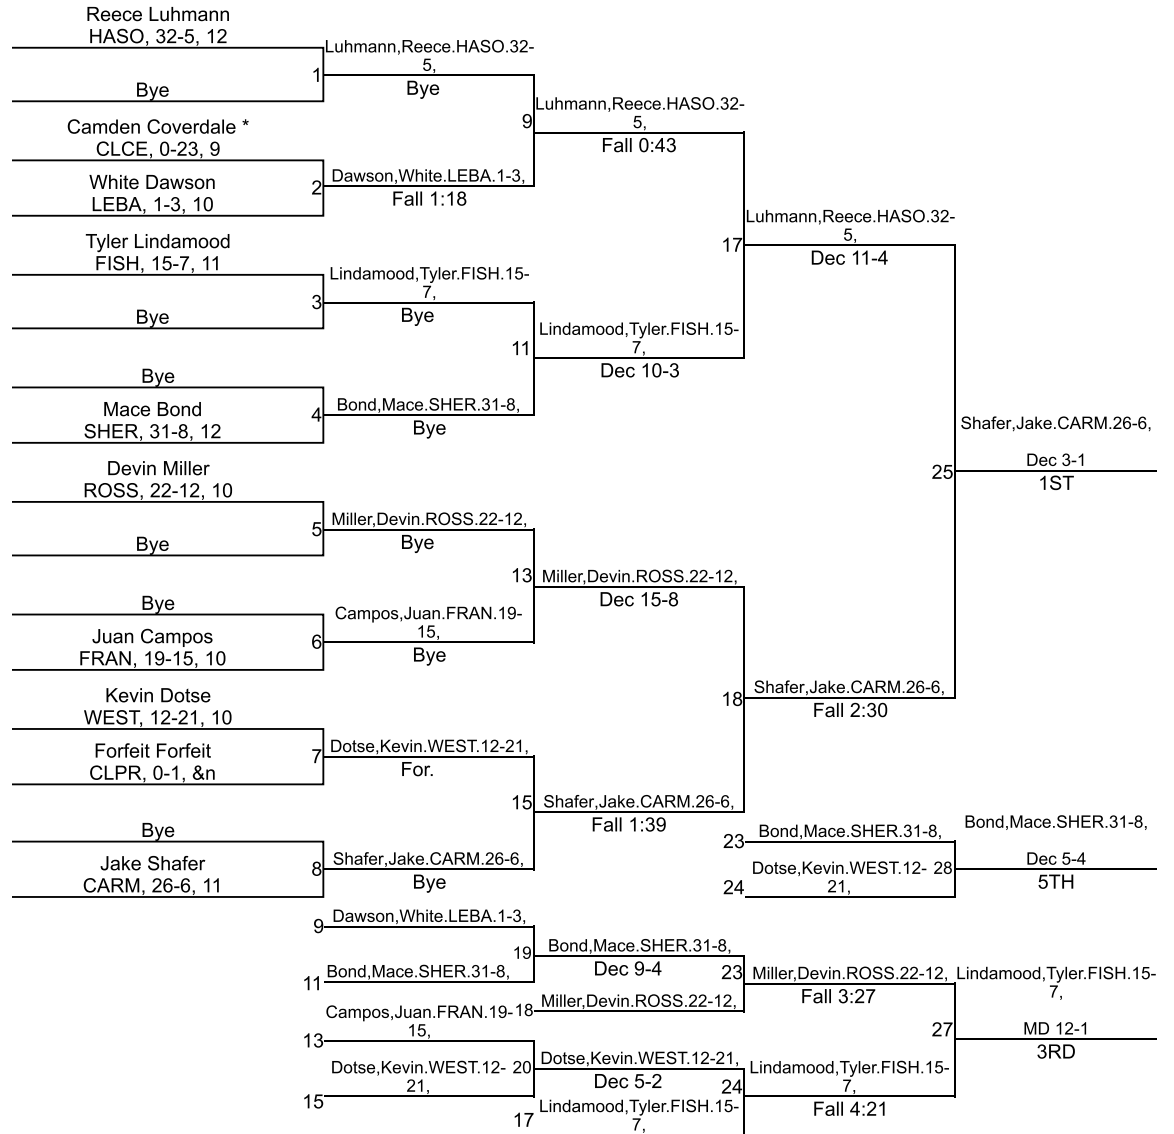 Reece Luhmann
HASO, 32-5, 12
Bye
Camden Coverdale *
CLCE, 0-23, 9
White Dawson
LEBA, 1-3, 10
Tyler Lindamood
FISH, 15-7, 11
Bye
Bye
Mace Bond
SHER, 31-8, 12
Devin Miller
ROSS, 22-12, 10
Bye
Bye
Juan Campos
FRAN, 19-15, 10
Kevin Dotse
WEST, 12-21, 10
Forfeit Forfeit
CLPR, 0-1, &n
Bye
Jake Shafer
CARM, 26-6, 11
1
Luhmann,Reece.HASO.32-
5,
Bye
2
Dawson,White.LEBA.1-3,
Fall 1:18
3
Lindamood,Tyler.FISH.15-
7,
Bye
4
Bond,Mace.SHER.31-8,
Bye
5
Miller,Devin.ROSS.22-12,
Bye
6
Campos,Juan.FRAN.19-
15,
Bye
7
Dotse,Kevin.WEST.12-21,
For.
8
Shafer,Jake.CARM.26-6,
Bye
9
Luhmann,Reece.HASO.32-
5,
Fall 0:43
11
Lindamood,Tyler.FISH.15-
7,
Dec 10-3
13
Miller,Devin.ROSS.22-12,
Dec 15-8
15
Shafer,Jake.CARM.26-6,
Fall 1:39
17
Luhmann,Reece.HASO.32-
5,
Dec 11-4
18
Shafer,Jake.CARM.26-6,
Fall 2:30
25
Shafer,Jake.CARM.26-6,
Dec 3-1
1ST
23
Bond,Mace.SHER.31-8,
24
Dotse,Kevin.WEST.12-
21,
28
Bond,Mace.SHER.31-8,
Dec 5-4
5TH
9
Dawson,White.LEBA.1-3,
11
Bond,Mace.SHER.31-8,
13
Campos,Juan.FRAN.19-
15,
15
Dotse,Kevin.WEST.12-
21,
19
Bond,Mace.SHER.31-8,
Dec 9-4
18
Miller,Devin.ROSS.22-12,
20
Dotse,Kevin.WEST.12-21,
Dec 5-2
17
Lindamood,Tyler.FISH.15-
7,
23
Miller,Devin.ROSS.22-12,
Fall 3:27
24
Lindamood,Tyler.FISH.15-
7,
Fall 4:21
27
Lindamood,Tyler.FISH.15-
7,
MD 12-1
3RD